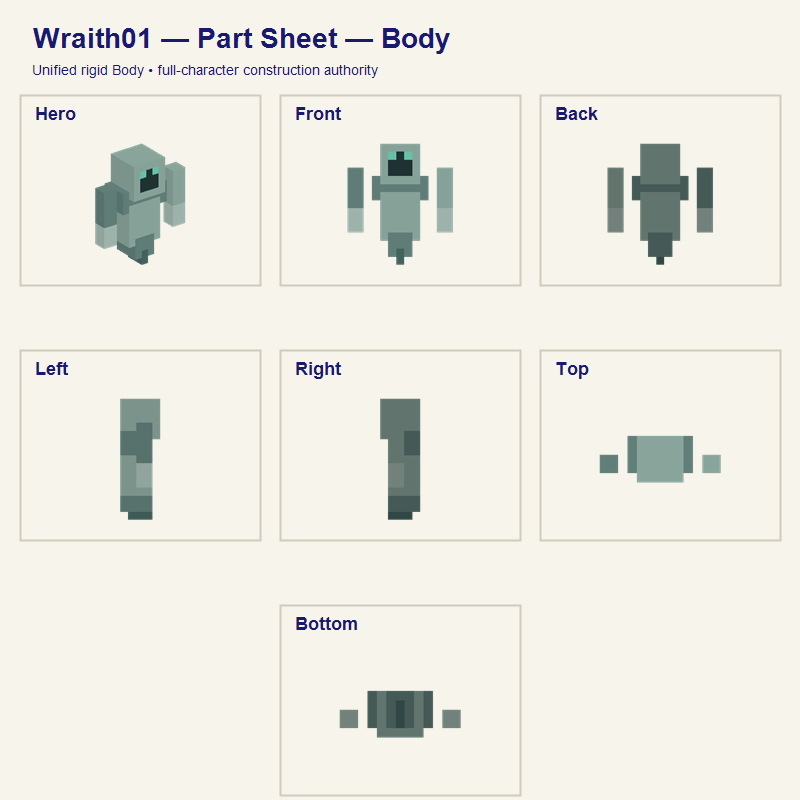 Wraith01 — Part Sheet — Body
Unified rigid Body • full-character construction authority
Hero
Front
Back
Left
Right
Top
Bottom